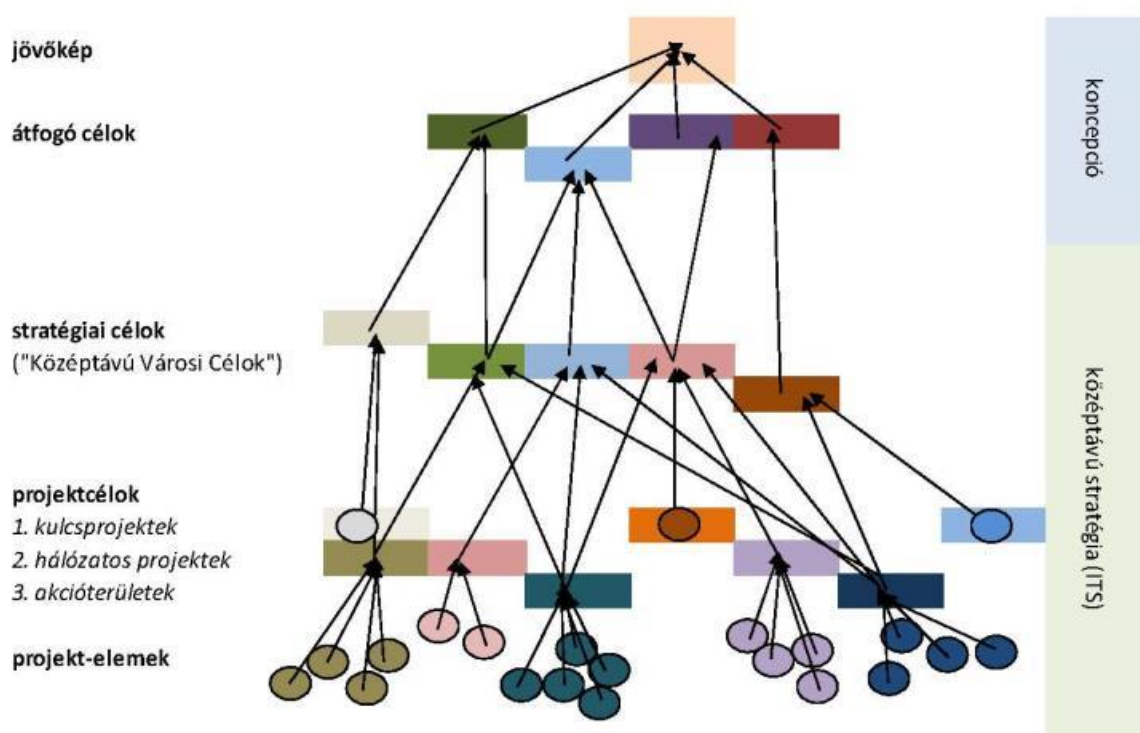 jövőkép
átfogó célok
stratégiai célok
("Középtávú Városi Célok")
projektcélok
1. kulcsprojektek
2. hálózatos projektek
3. akcióterületek
projekt-elemek
koncepció
középtávú stratégia (ITS)